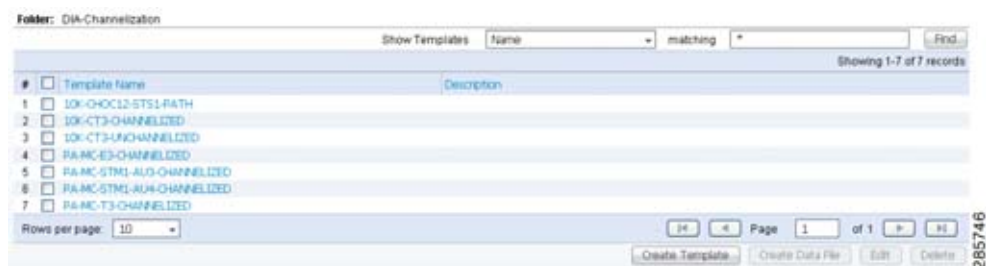 Folder: DIA-Channelization
Show Templates Name matching * Find
Showing 1-7 of 7 records
# Template Name Description
1 10K-CHOC12-STS1-PATH
2 10K-CT3-CHANNELIZED
3 10K-CT3-UNCHANNELIZED
4 PA-MC-E3-CHANNELIZED
5 PA-MC-STM1-AU3-CHANNELIZED
6 PA-MC-STM1-AU4-CHANNELIZED
7 PA-MC-T3-CHANNELIZED
Rows per page: 10 Page 1 of 1
Create Template Create Data File Edit Delete
285746